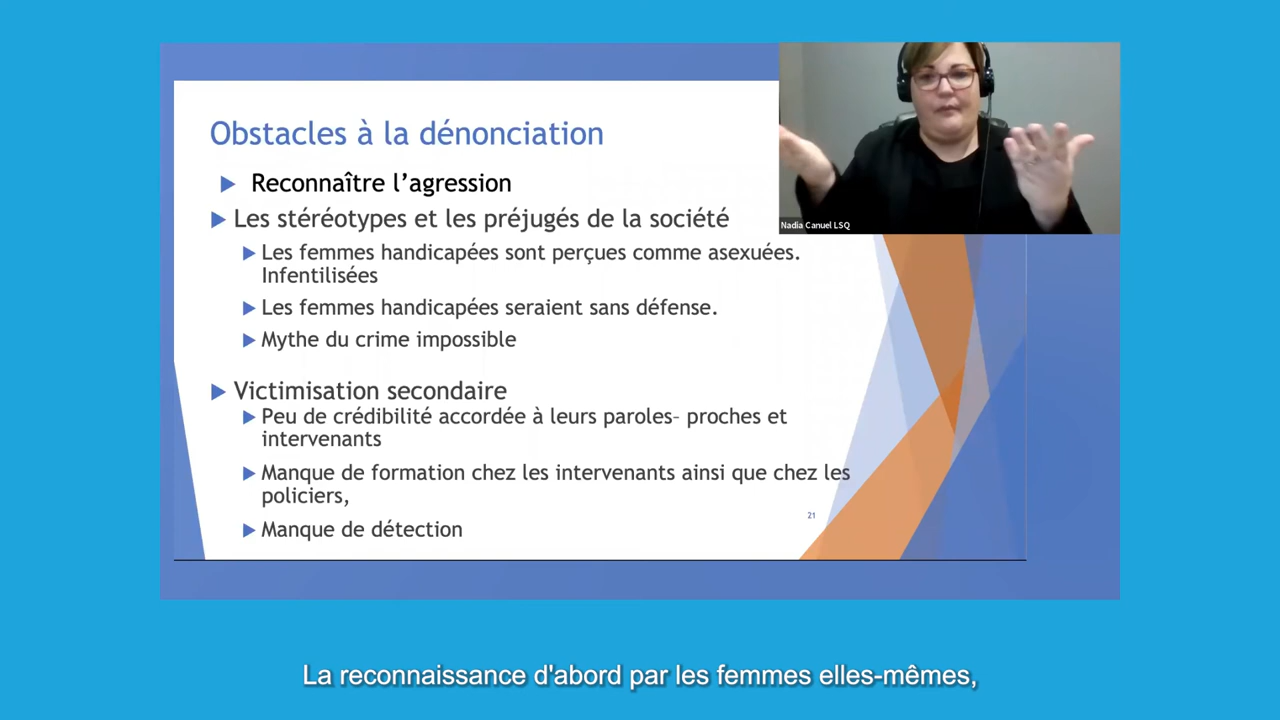 Obstacles à la dénonciation
Reconnaître l’agression
Les stéréotypes et les préjugés de la société
Les femmes handicapées sont perçues comme asexuées.
Infentilisées
Les femmes handicapées seraient sans défense.
Mythe du crime impossible
Victimisation secondaire
Peu de crédibilité accordée à leurs paroles– proches et
intervenants
Manque de formation chez les intervenants ainsi que chez les
policiers,
Manque de détection
21
Nadia Canuel LSQ
La reconnaissance d'abord par les femmes elles-mêmes,